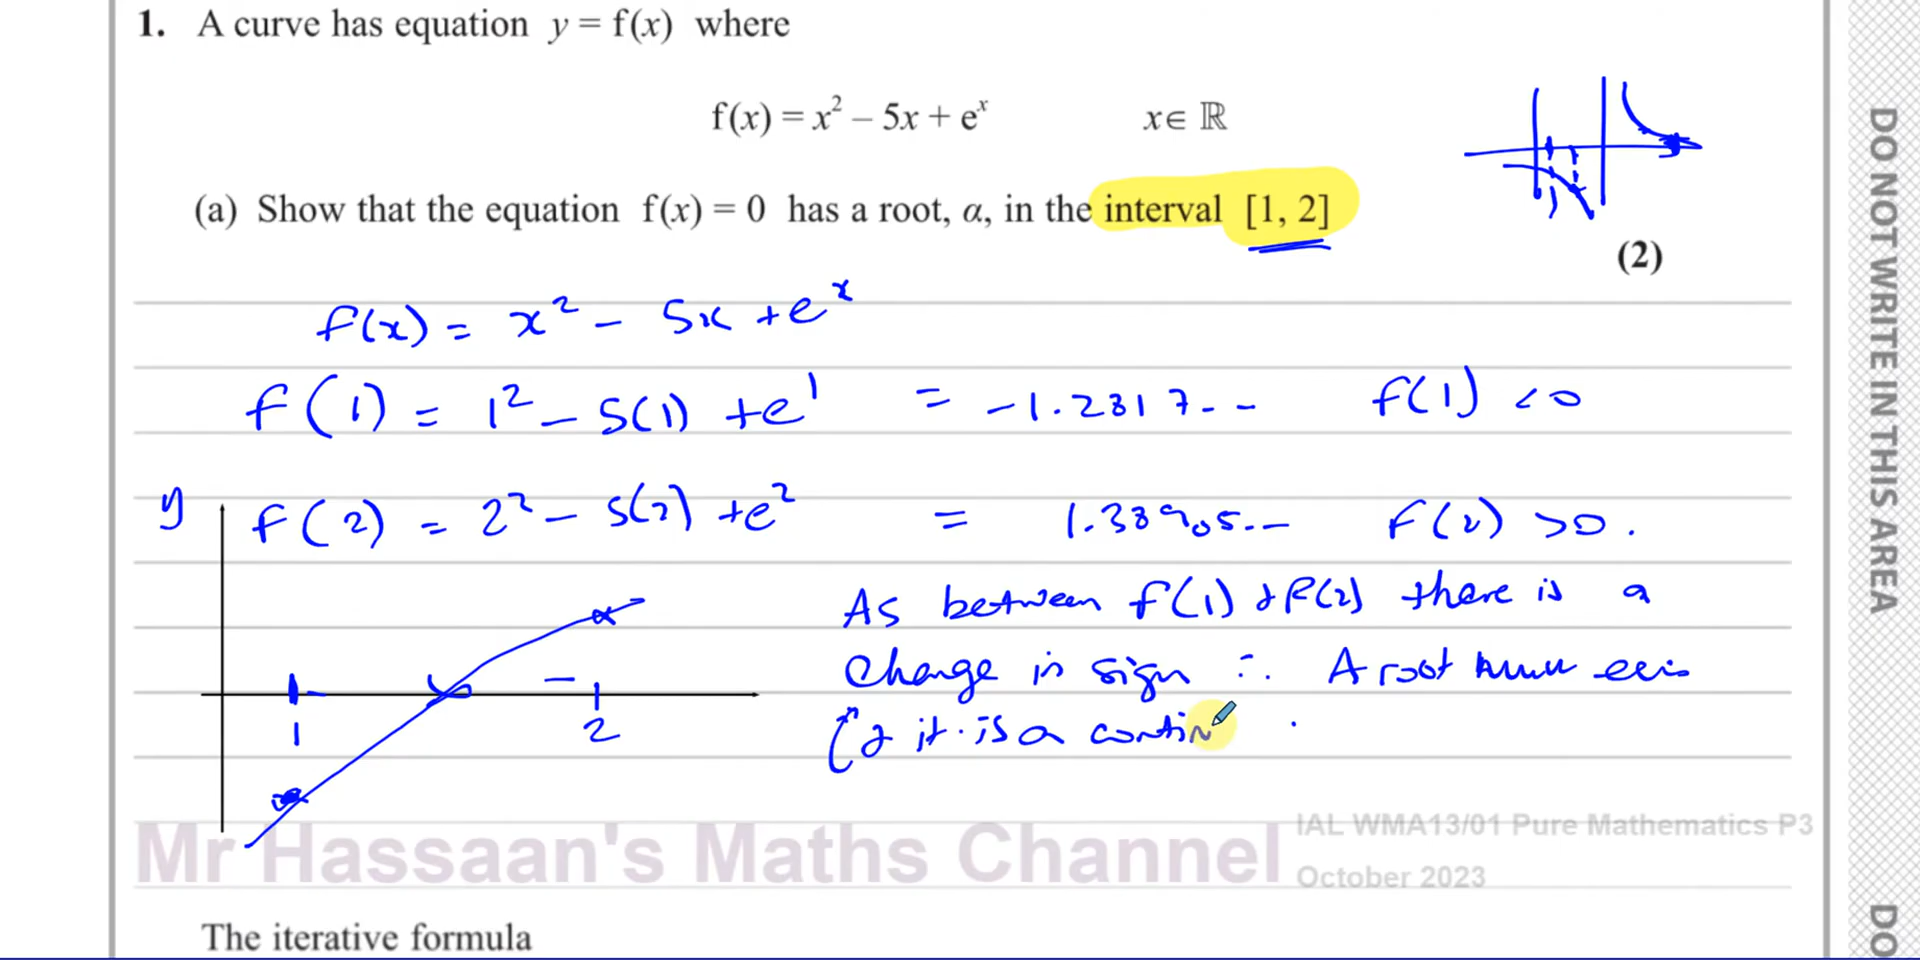 1. A curve has equation y = f(x) where
f(x) = x² – 5x + eˣ x ∈ ℝ
(a) Show that the equation f(x) = 0 has a root, α, in the interval [1, 2]
(2)
f(x) = x² – 5x + eˣ
f(1) = 1² – 5(1) + e¹ = –1.2817-- f(1) < 0
y f(2) = 2² – 5(2) + e² = 1.38905-- f(2) > 0.
As between f(1) & f(2) there is a
change in sign ∴ A root
(& it is a contin
1 2
Mr Hassaan's Maths Channel
IAL WMA13/01 Pure Mathematics P3
October 2023
The iterative formula
DO NOT WRITE IN THIS AREA
DO